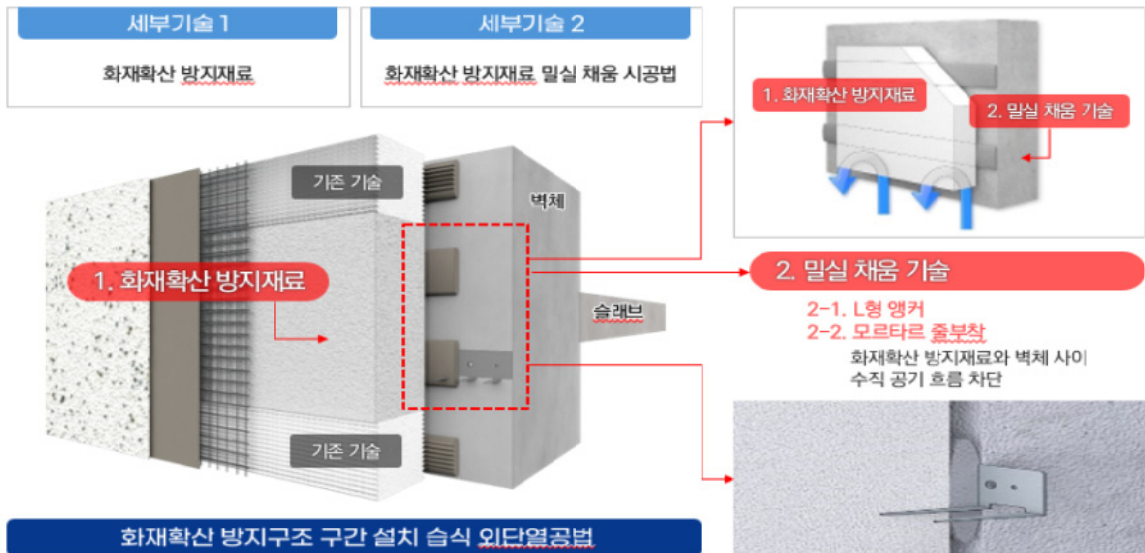 세부기술 1
화재확산 방지재료
세부기술 2
화재확산 방지재료 밀실 채움 시공법
기존 기술
벽체
1. 화재확산 방지재료
슬래브
기존 기술
화재확산 방지구조 구간 설치 습식 외단열공법
1. 화재확산 방지재료
2. 밀실 채움 기술
2. 밀실 채움 기술
2-1. L형 앵커
2-2. 모르타르 줄부착
화재확산 방지재료와 벽체 사이
수직 공기 흐름 차단